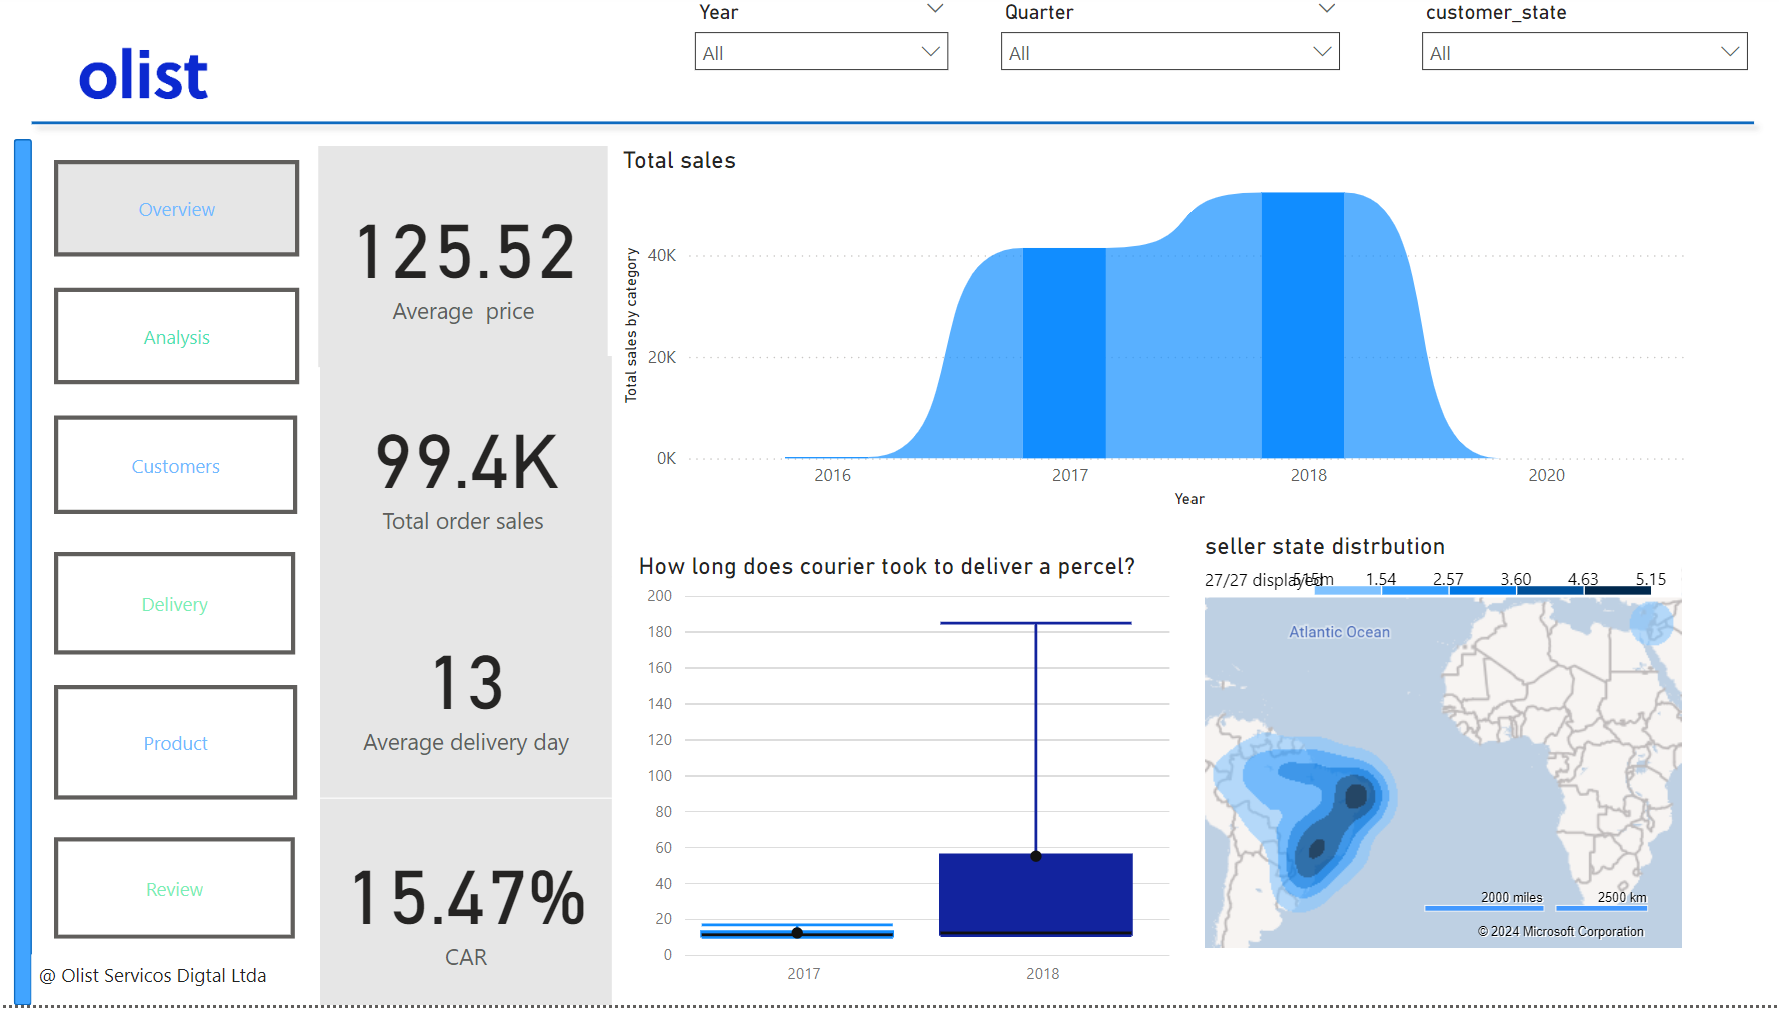 Year
Quarter
customer_state
All
All
All
olist
Overview
Analysis
Customers
Delivery
Product
Review
@ Olist Servicos Digtal Ltda
125.52
Average  price
99.4K
Total order sales
13
Average delivery day
15.47%
CAR
Total sales
Total sales by category
40K
20K
0K
2016
2017
2018
2020
Year
How long does courier took to deliver a percel?
200
180
160
140
120
100
80
60
40
20
0
2017
2018
seller state distrbution
27/27 displayed
515m
1.54
2.57
3.60
4.63
5.15
Atlantic Ocean
2000 miles
2500 km
© 2024 Microsoft Corporation